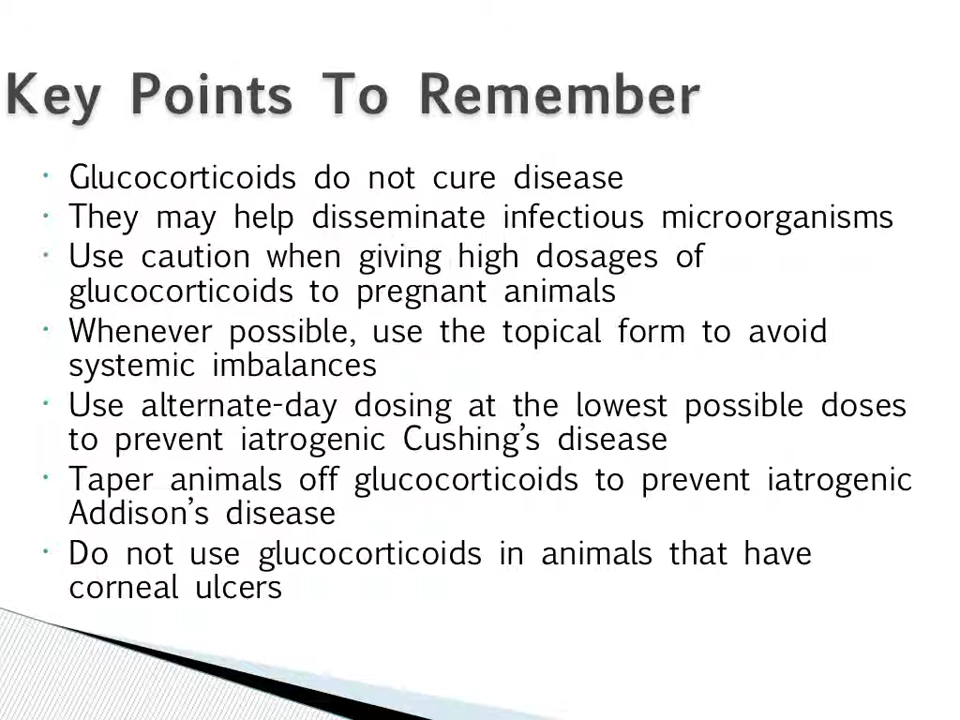 Key Points To Remember
• Glucocorticoids do not cure disease
• They may help disseminate infectious microorganisms
• Use caution when giving high dosages of
glucocorticoids to pregnant animals
• Whenever possible, use the topical form to avoid
systemic imbalances
• Use alternate-day dosing at the lowest possible doses
to prevent iatrogenic Cushing’s disease
• Taper animals off glucocorticoids to prevent iatrogenic
Addison’s disease
• Do not use glucocorticoids in animals that have
corneal ulcers